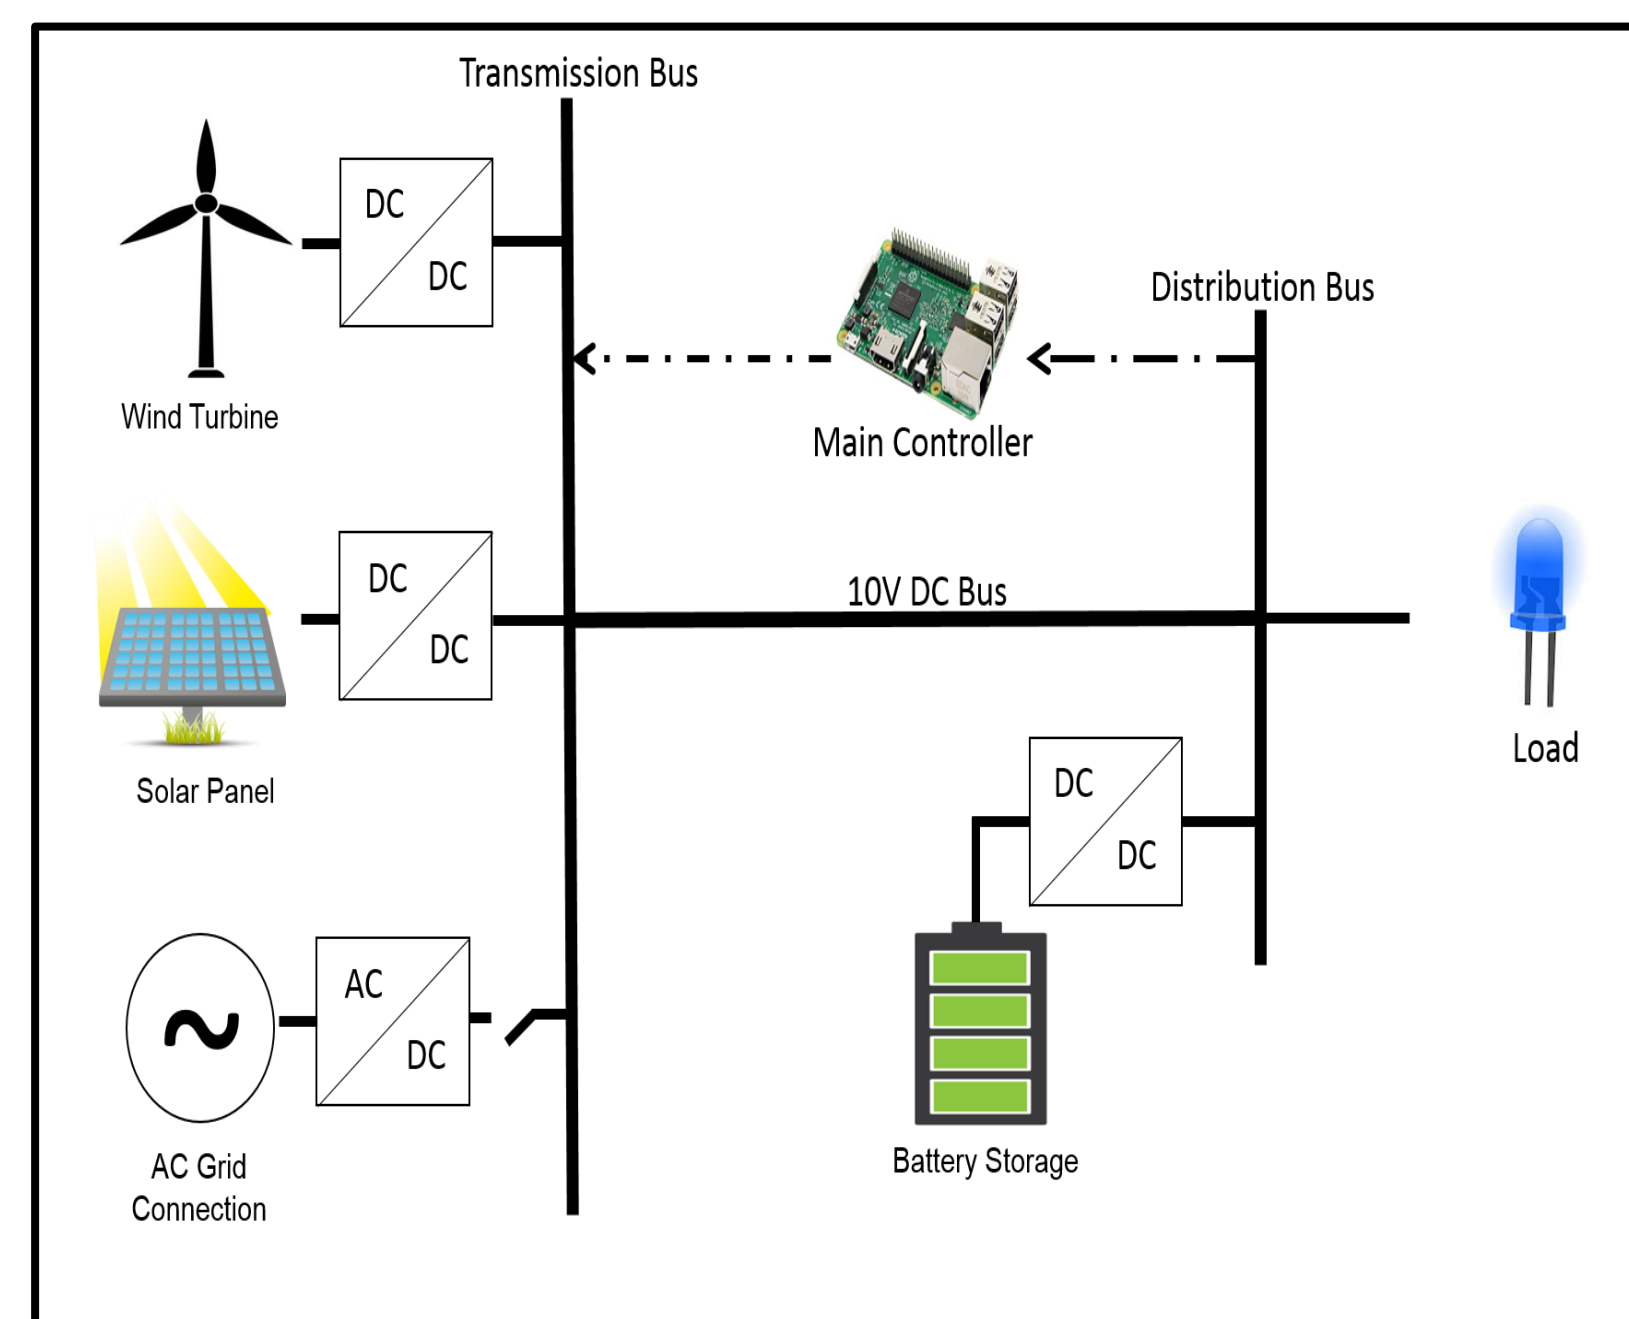 Transmission Bus
DC
DC
Wind Turbine
Distribution Bus
Main Controller
DC
DC
Solar Panel
10V DC Bus
Load
DC
DC
AC
DC
AC Grid
Connection
Battery Storage